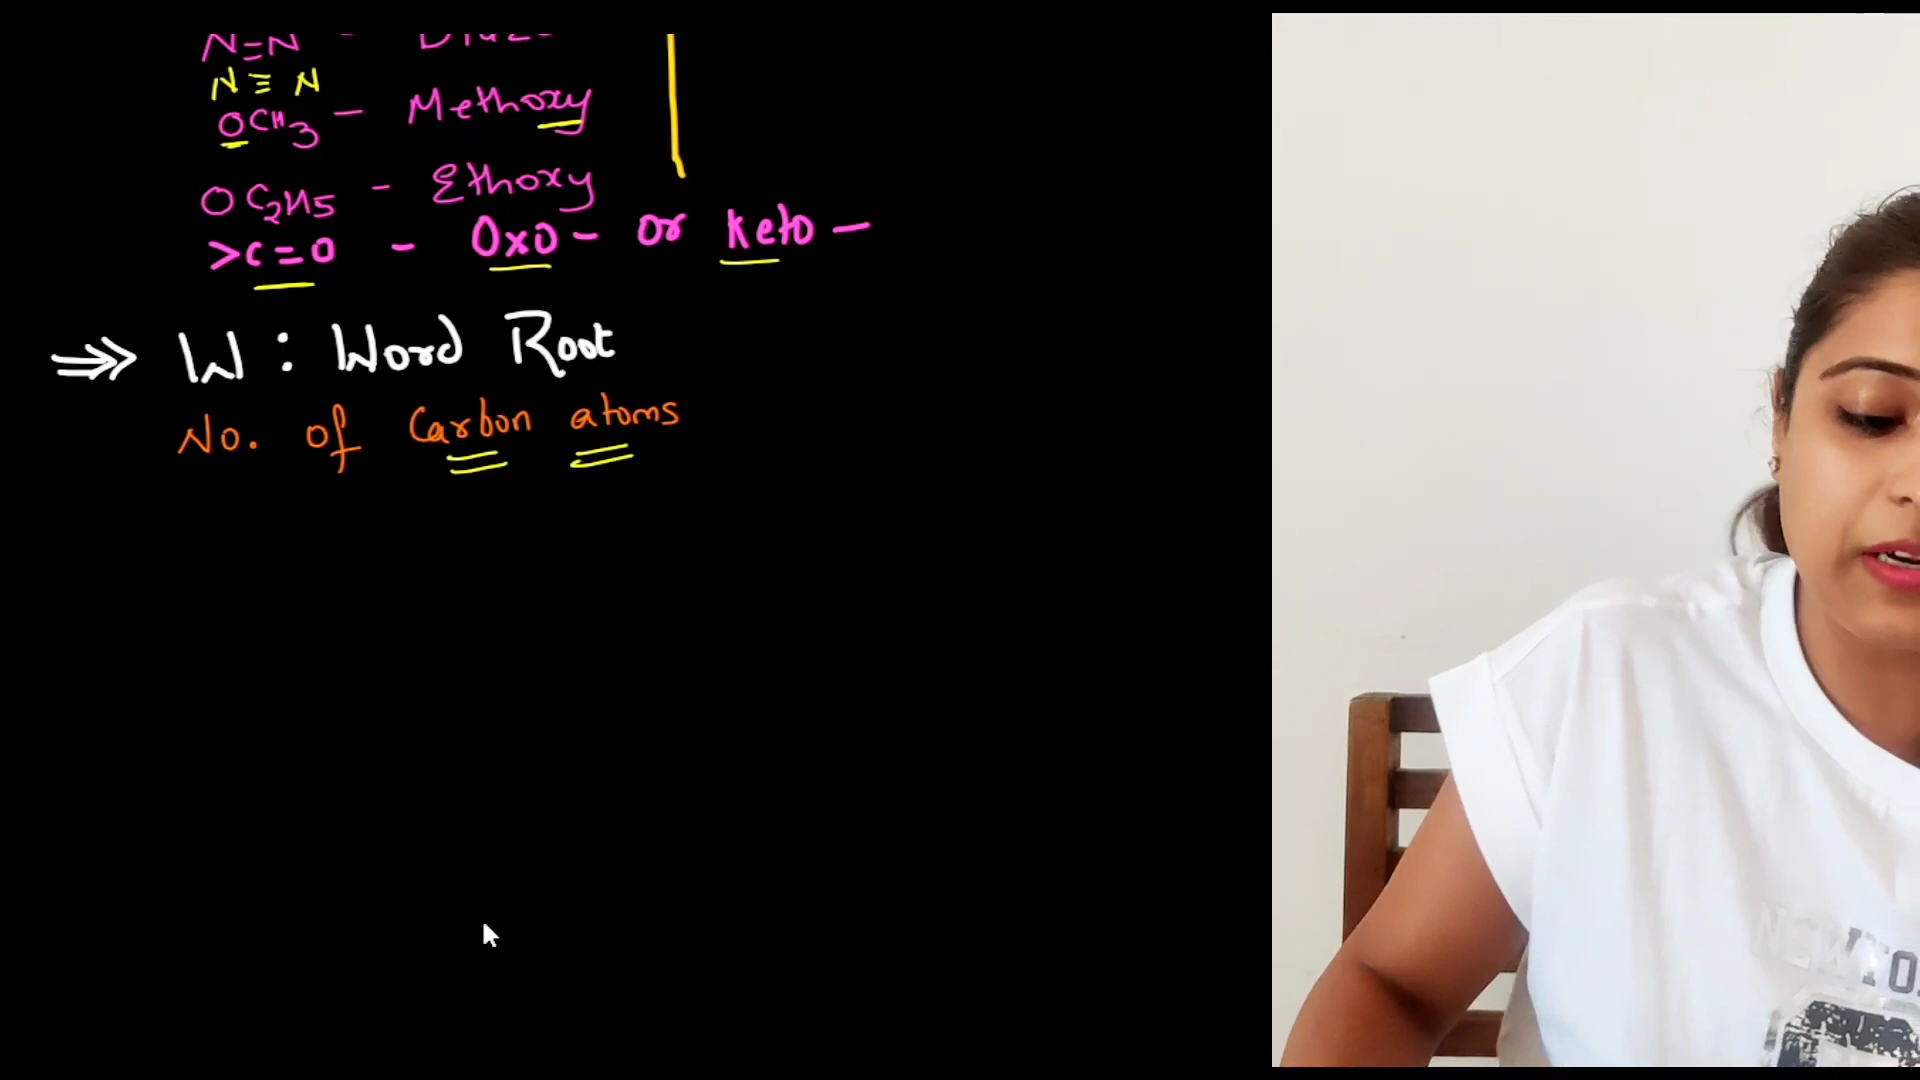 N=N -
N ≡ N
OCH3 - Methoxy
OC2H5 - Ethoxy
>C=O - Oxo- or Keto-
⇒> W : Word Root
No. of Carbon atoms